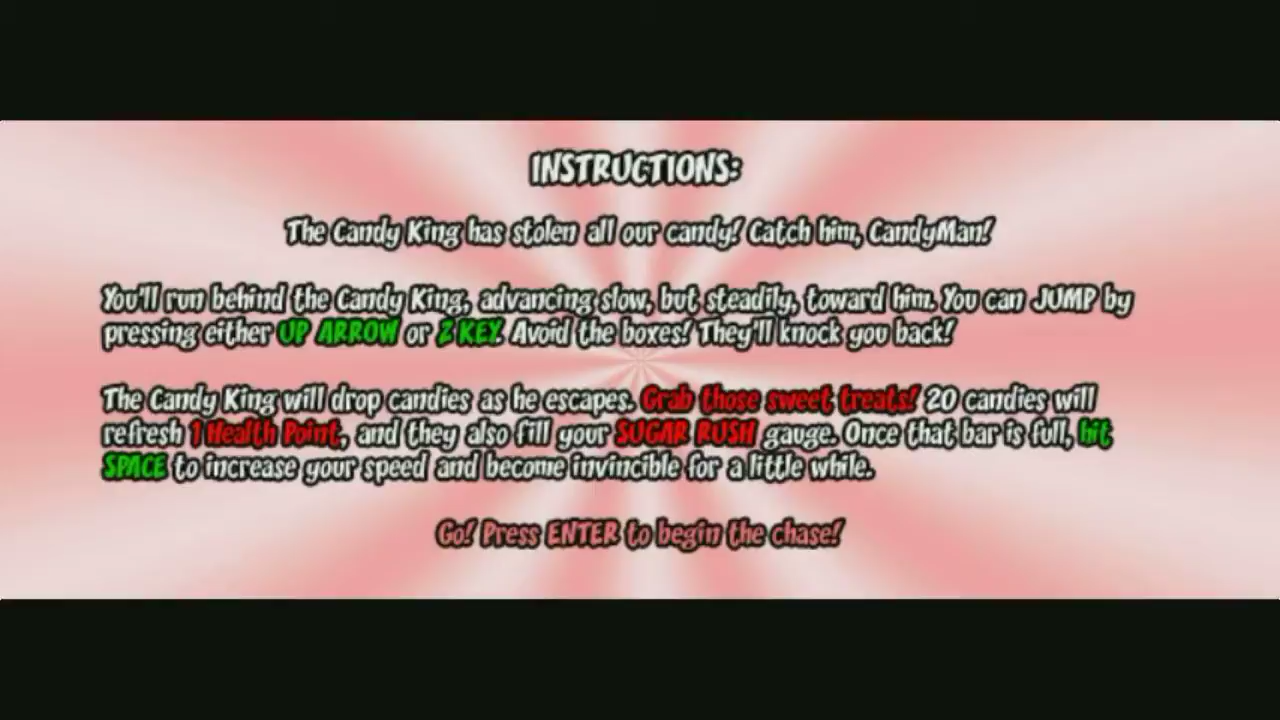 INSTRUCTIONS:
The Candy King has stolen all our candy! Catch him, CandyMan!
You'll run behind the Candy King, advancing slow, but steadily, toward him. You can JUMP by
pressing either UP ARROW or Z KEY. Avoid the boxes! They'll knock you back!
The Candy King will drop candies as he escapes. Grab those sweet treats! 20 candies will
refresh 1 Health Point, and they also fill your SUGAR RUSH gauge. Once that bar is full, hit
SPACE to increase your speed and become invincible for a little while.
Go! Press ENTER to begin the chase!